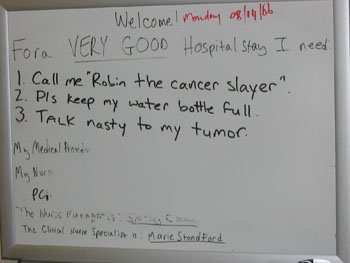 Welcome! Monday 08/14/06
For a VERY GOOD Hospital stay I need:
1. Call me "Robin the cancer slayer".
2. Pls keep my water bottle full.
3. TALK nasty to my tumor.
My Medical
My
The Nurse Manager is:
The Clinical Nurse Specialist is: Marie Standford